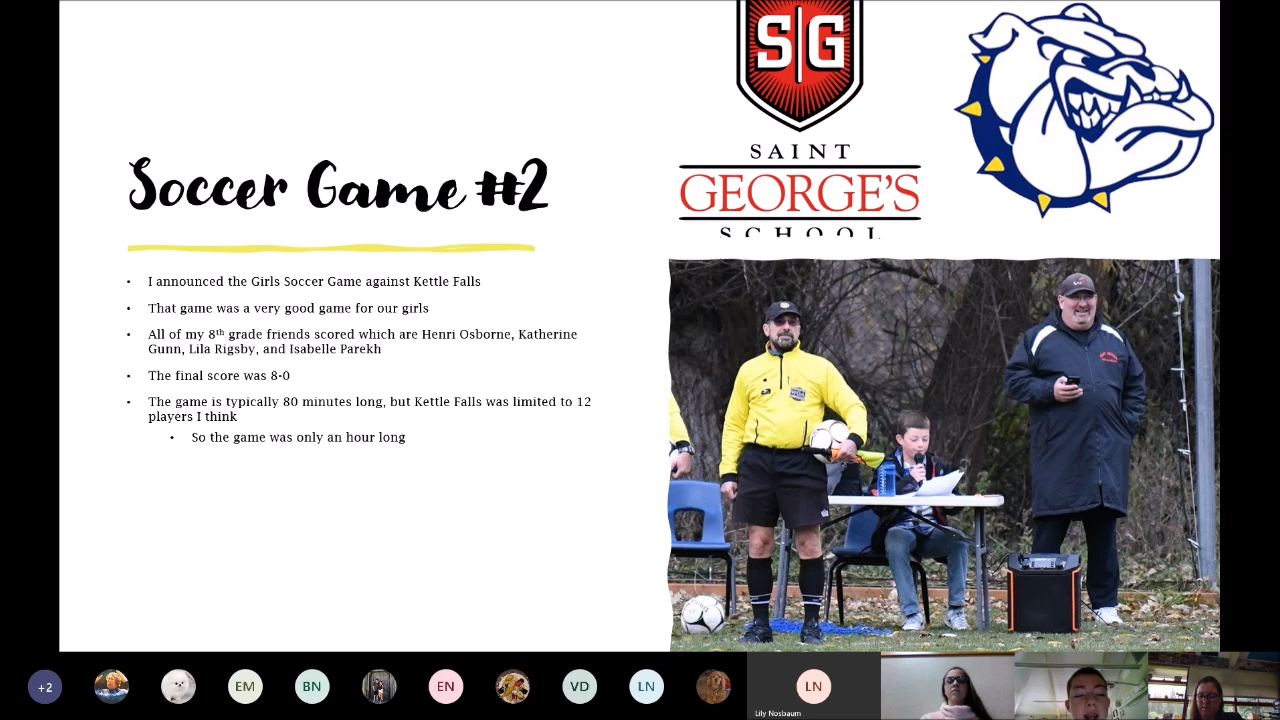 SG
SAINT
GEORGE'S
SCHOOL
Soccer Game #2
• I announced the Girls Soccer Game against Kettle Falls
• That game was a very good game for our girls
• All of my 8th grade friends scored which are Henri Osborne, Katherine
Gunn, Lila Rigsby, and Isabelle Parekh
• The final score was 8-0
• The game is typically 80 minutes long, but Kettle Falls was limited to 12
players I think
• So the game was only an hour long
+2
EM
BN
EN
VD
LN
LN
Lily Nosbaum